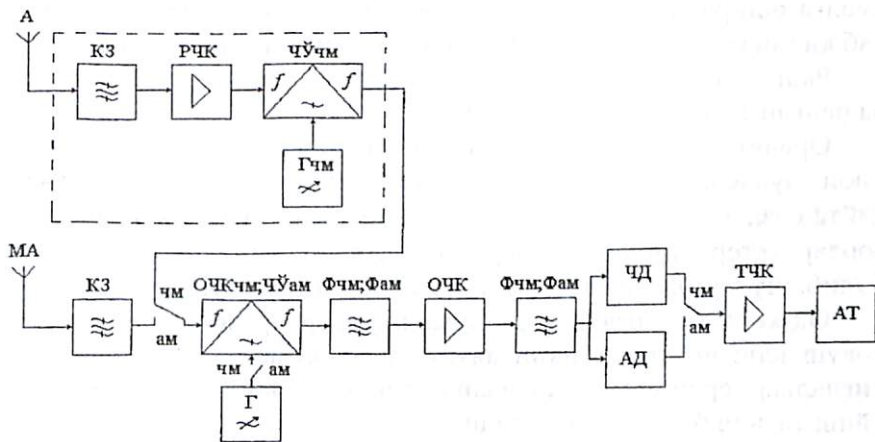 А
КЗ РЧК ЧЎчм
f f
Гчм
МА
КЗ чм ОЧКчм;ЧЎам Фчм;Фам ОЧК Фчм;Фам ЧД чм ТЧК
ам f f ам АТ
чм ам АД
Г